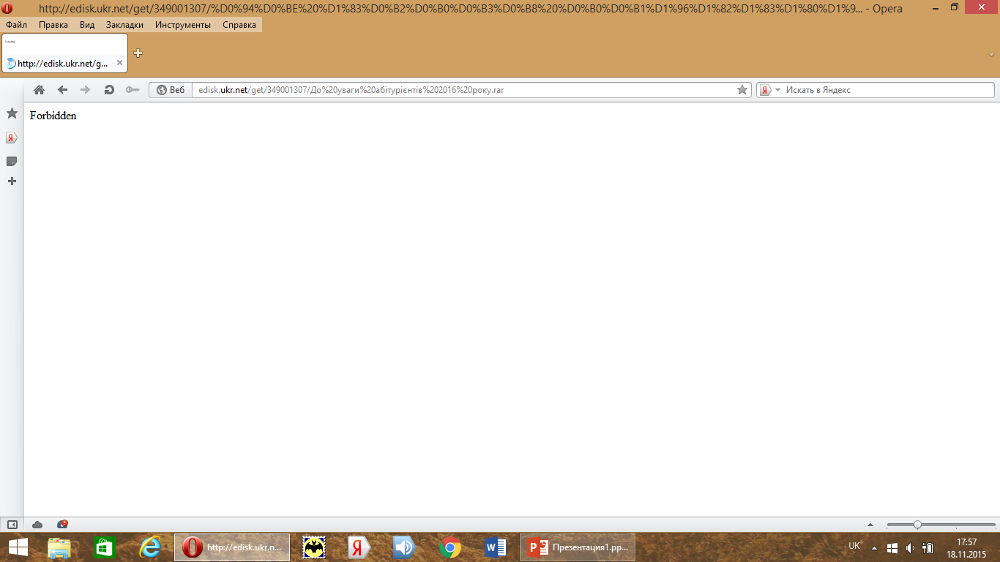 http://edisk.ukr.net/get/349001307/%D0%94%D0%BE%20%D1%83%D0%B2%D0%B0%D0%B3%D0%B8%20%D0%B0%D0%B1%D1%96%D1%82%D1%83%D1%80%D1%9... - Opera
Файл Правка Вид Закладки Инструменты Справка
Forbidden
http://edisk.ukr.net/g...
Веб edisk.ukr.net/get/349001307/До%20уваги%20абітурієнтів%202016%20року.rar Я Искать в Яндекс
Forbidden
Я
http://edisk.ukr.n... Я Презентация1.pp... UK 17:57
18.11.2015